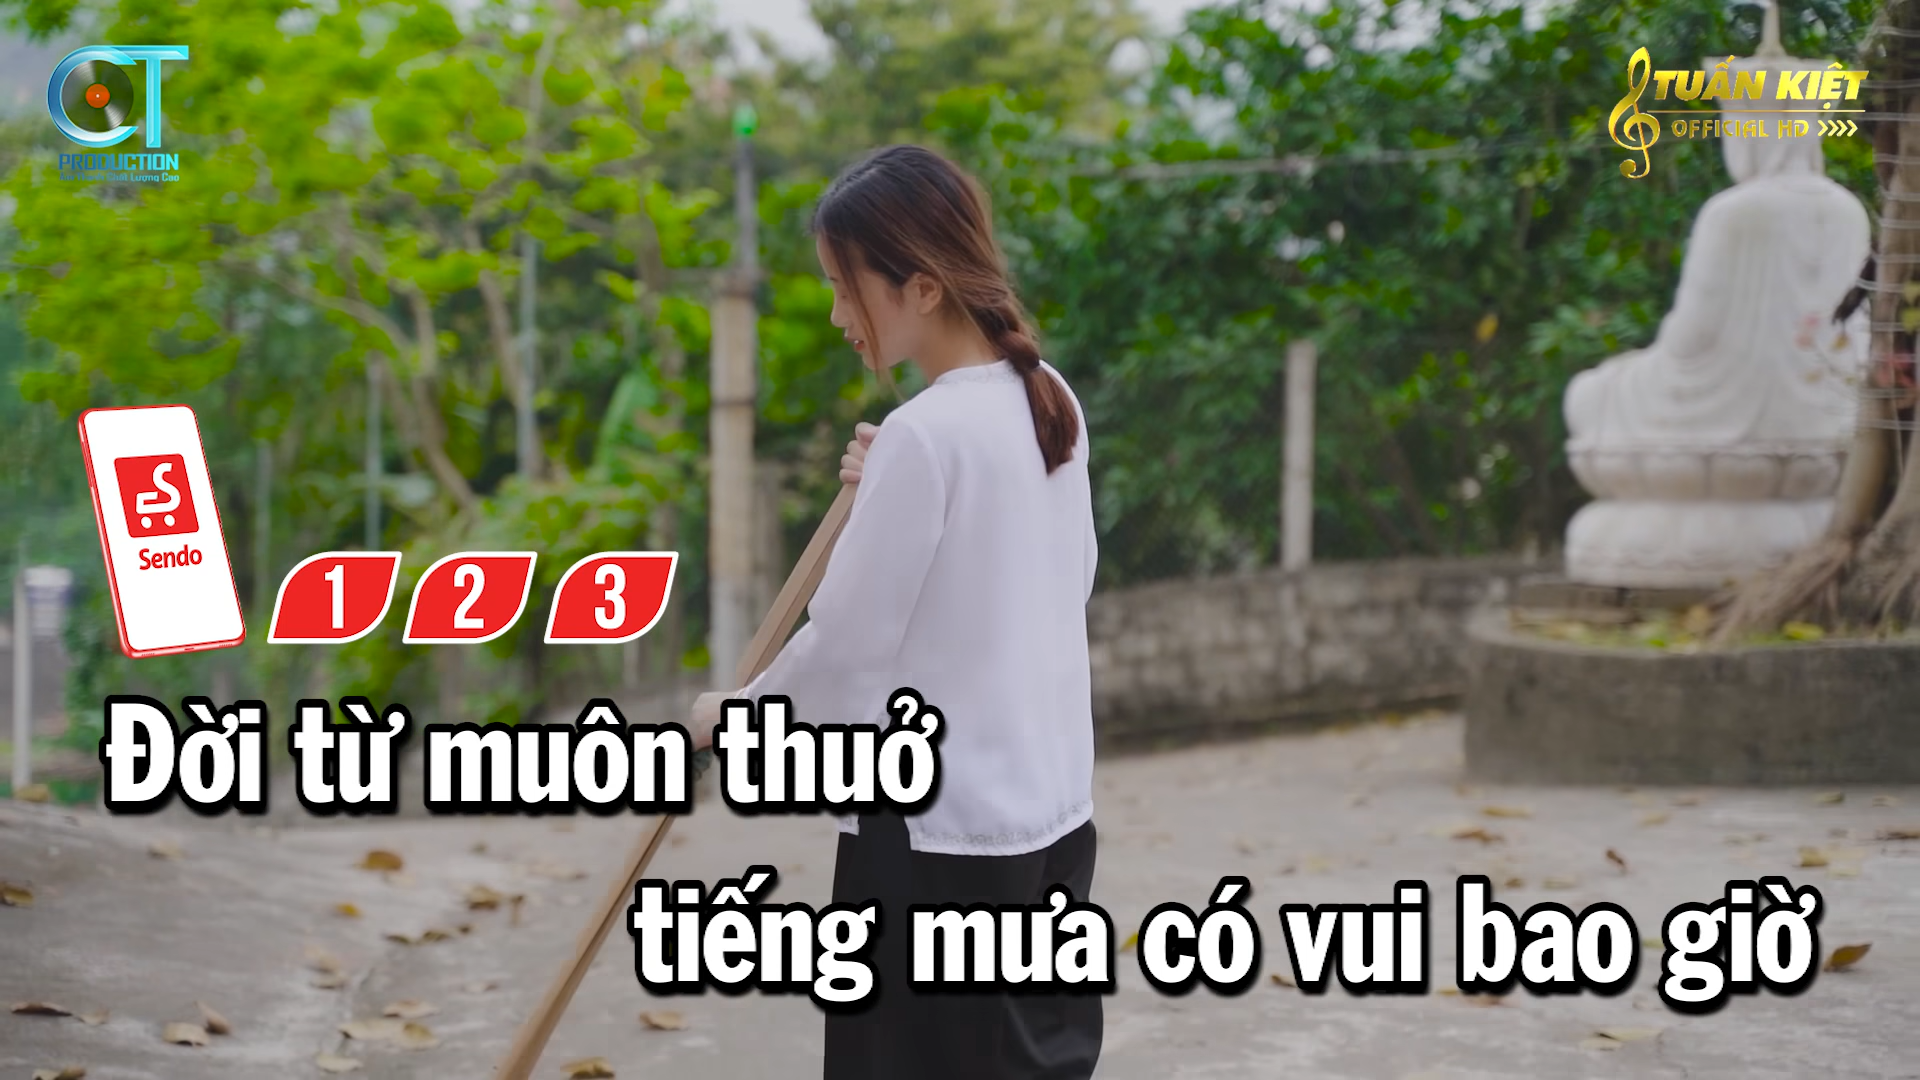 CT
PRODUCTION
TUẤN KIỆT
OFFICIAL HD
Sendo
1 2 3
Đời từ muôn thuở
tiếng mưa có vui bao giờ